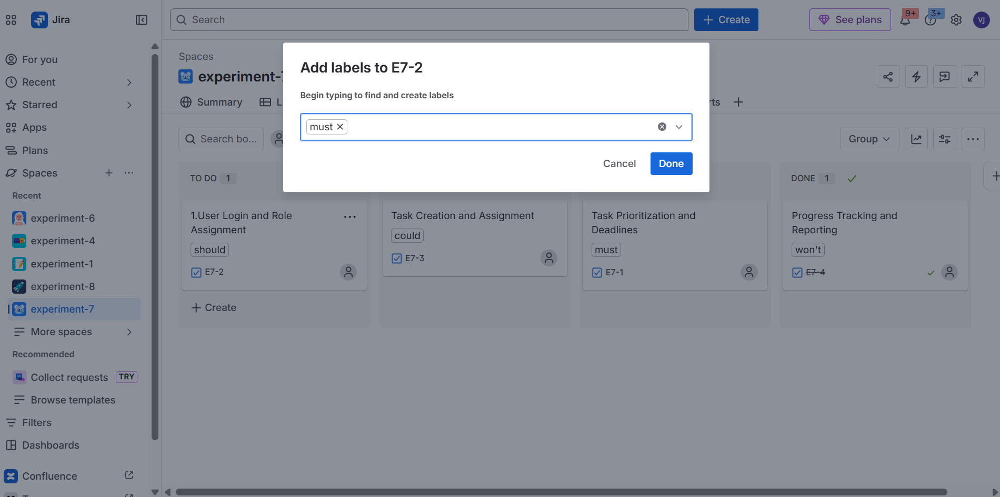 Jira
Search
Create
See plans
9+
3+
VJ
For you
Recent
Starred
Apps
Plans
Spaces
Recent
experiment-6
experiment-4
experiment-1
experiment-8
experiment-7
More spaces
Recommended
Collect requests TRY
Browse templates
Filters
Dashboards
Confluence
Spaces
experiment-7
Summary
Li
rts
Search bo...
Group
Add labels to E7-2
Begin typing to find and create labels
must
Cancel
Done
TO DO 1
1.User Login and Role
Assignment
should
E7-2
Create
Task Creation and Assignment
could
E7-3
Task Prioritization and
Deadlines
must
E7-1
DONE 1
Progress Tracking and
Reporting
won't
E7-4